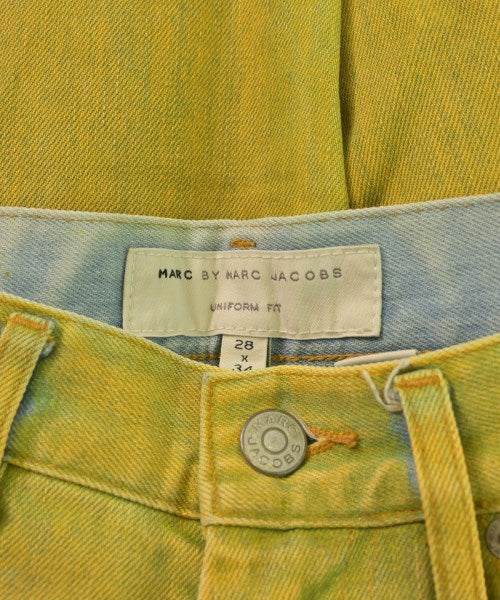 MARC BY MARC JACOBS
UNIFORM FIT
28
x
34
MARC
JACOBS